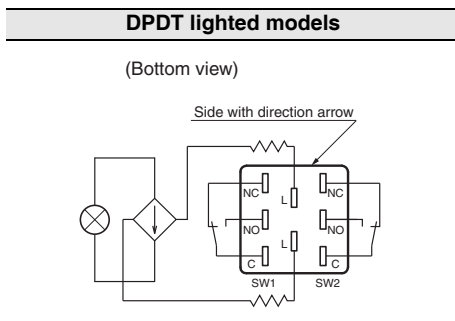 DPDT lighted models
(Bottom view)
Side with direction arrow
NC L NC
NO NO
L
C C
SW1 SW2